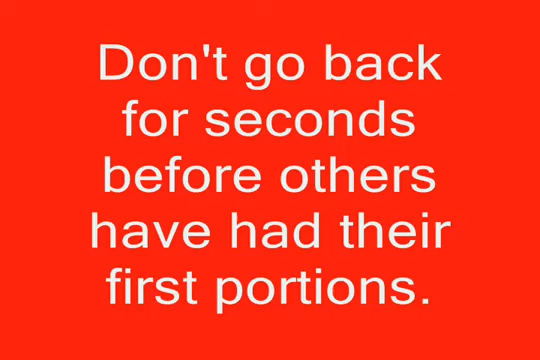 Don't go back
for seconds
before others
have had their
first portions.